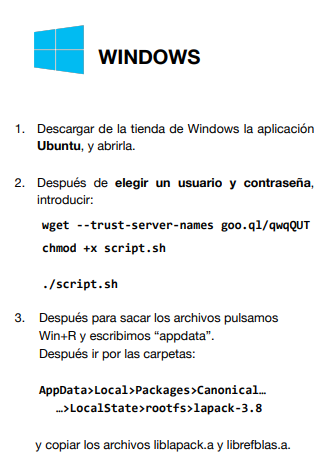 WINDOWS
1. Descargar de la tienda de Windows la aplicación
Ubuntu, y abrirla.
2. Después de elegir un usuario y contraseña,
introducir:
wget --trust-server-names goo.ql/qwqQUT
chmod +x script.sh
./script.sh
3. Después para sacar los archivos pulsamos
Win+R y escribimos “appdata”.
Después ir por las carpetas:
AppData>Local>Packages>Canonical…
…>LocalState>rootfs>lapack-3.8
y copiar los archivos liblapack.a y librefblas.a.